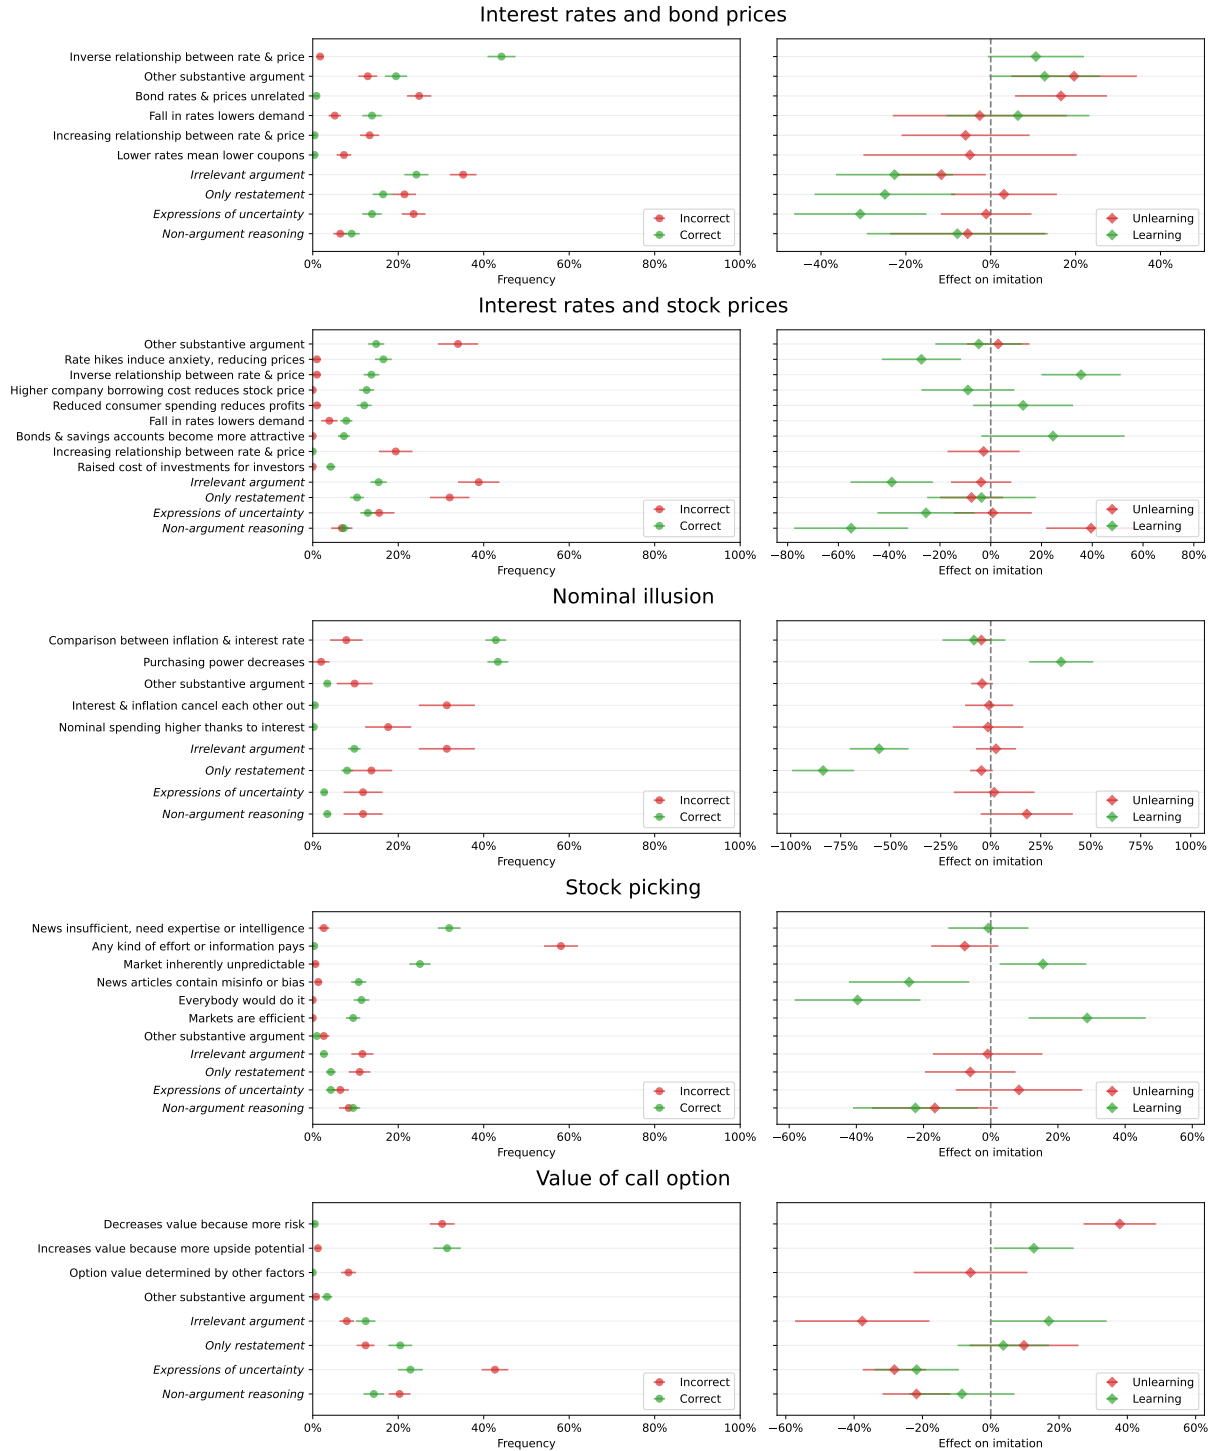 Interest rates and bond prices
Inverse relationship between rate & price
Other substantive argument
Bond rates & prices unrelated
Fall in rates lowers demand
Increasing relationship between rate & price
Lower rates mean lower coupons
Irrelevant argument
Only restatement
Expressions of uncertainty
Non-argument reasoning
Incorrect
Correct
0% 20% 40% 60% 80% 100%
Frequency
Unlearning
Learning
−40% −20% 0% 20% 40%
Effect on imitation
Interest rates and stock prices
Other substantive argument
Rate hikes induce anxiety, reducing prices
Inverse relationship between rate & price
Higher company borrowing cost reduces stock price
Reduced consumer spending reduces profits
Fall in rates lowers demand
Bonds & savings accounts become more attractive
Increasing relationship between rate & price
Raised cost of investments for investors
Irrelevant argument
Only restatement
Expressions of uncertainty
Non-argument reasoning
Incorrect
Correct
0% 20% 40% 60% 80% 100%
Frequency
Unlearning
Learning
−80% −60% −40% −20% 0% 20% 40% 60% 80%
Effect on imitation
Nominal illusion
Comparison between inflation & interest rate
Purchasing power decreases
Other substantive argument
Interest & inflation cancel each other out
Nominal spending higher thanks to interest
Irrelevant argument
Only restatement
Expressions of uncertainty
Non-argument reasoning
Incorrect
Correct
0% 20% 40% 60% 80% 100%
Frequency
Unlearning
Learning
−100% −75% −50% −25% 0% 25% 50% 75% 100%
Effect on imitation
Stock picking
News insufficient, need expertise or intelligence
Any kind of effort or information pays
Market inherently unpredictable
News articles contain misinfo or bias
Everybody would do it
Markets are efficient
Other substantive argument
Irrelevant argument
Only restatement
Expressions of uncertainty
Non-argument reasoning
Incorrect
Correct
0% 20% 40% 60% 80% 100%
Frequency
Unlearning
Learning
−60% −40% −20% 0% 20% 40% 60%
Effect on imitation
Value of call option
Decreases value because more risk
Increases value because more upside potential
Option value determined by other factors
Other substantive argument
Irrelevant argument
Only restatement
Expressions of uncertainty
Non-argument reasoning
Incorrect
Correct
0% 20% 40% 60% 80% 100%
Frequency
Unlearning
Learning
−60% −40% −20% 0% 20% 40% 60%
Effect on imitation